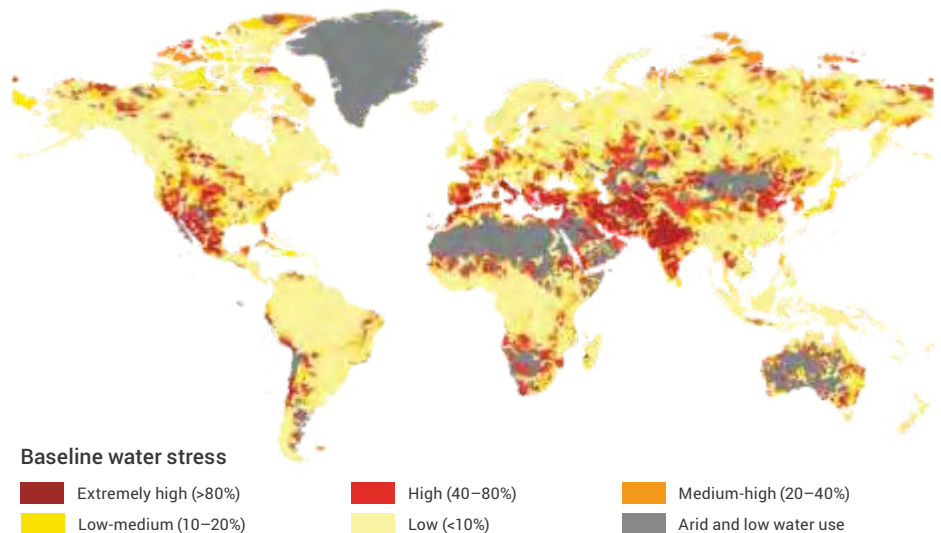 Baseline water stress
Extremely high (>80%) High (40–80%) Medium-high (20–40%)
Low-medium (10–20%) Low (<10%) Arid and low water use